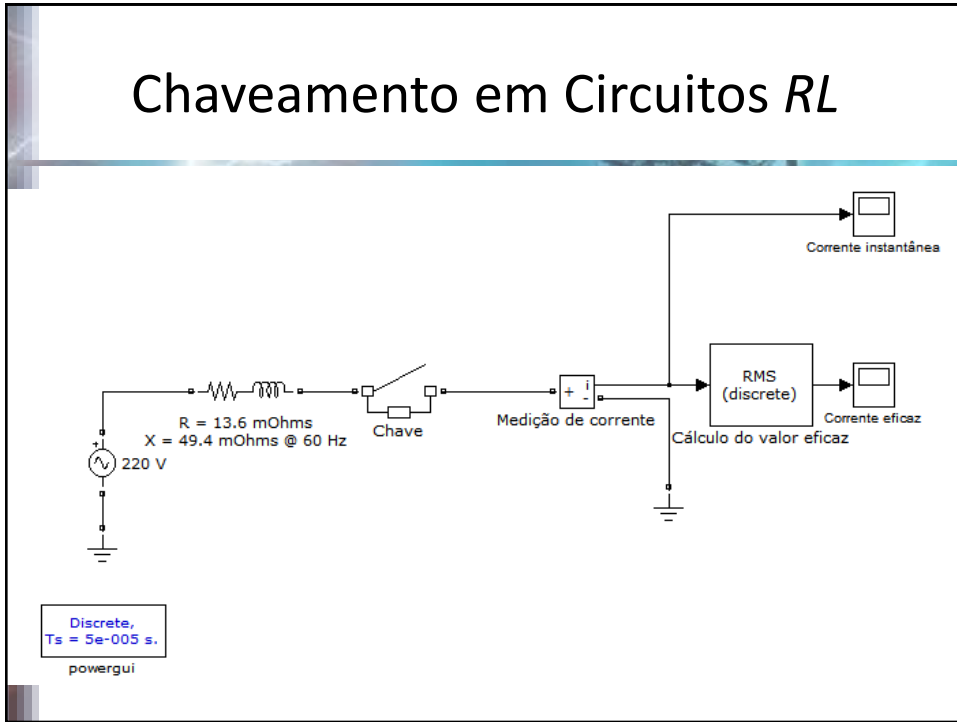 Chaveamento em Circuitos RL
Corrente instantânea
RMS
(discrete)
i
+
-
R = 13.6 mOhms
X = 49.4 mOhms @ 60 Hz
Chave
Medição de corrente
Corrente eficaz
Cálculo do valor eficaz
+
220 V
Discrete,
Ts = 5e-005 s.
powergui